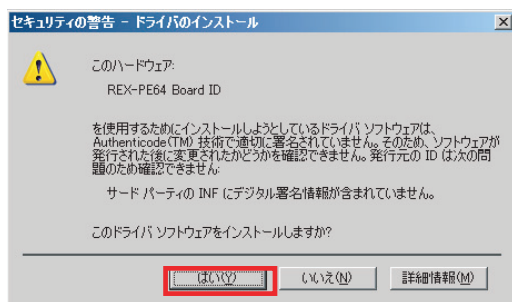 セキュリティの警告 - ドライバのインストール
このハードウェア:
REX-PE64 Board ID
を使用するためにインストールしようとしているドライバ ソフトウェアは、
Authenticode(TM) 技術で適切に署名されていません。そのため、ソフトウェアが
発行された後に変更されたかどうかを確認できません。発行元の ID は次の問
題のため確認できません:
サード パーティの INF にデジタル署名情報が含まれていません。
このドライバ ソフトウェアをインストールしますか?
はい(Y) いいえ(N) 詳細情報(M)